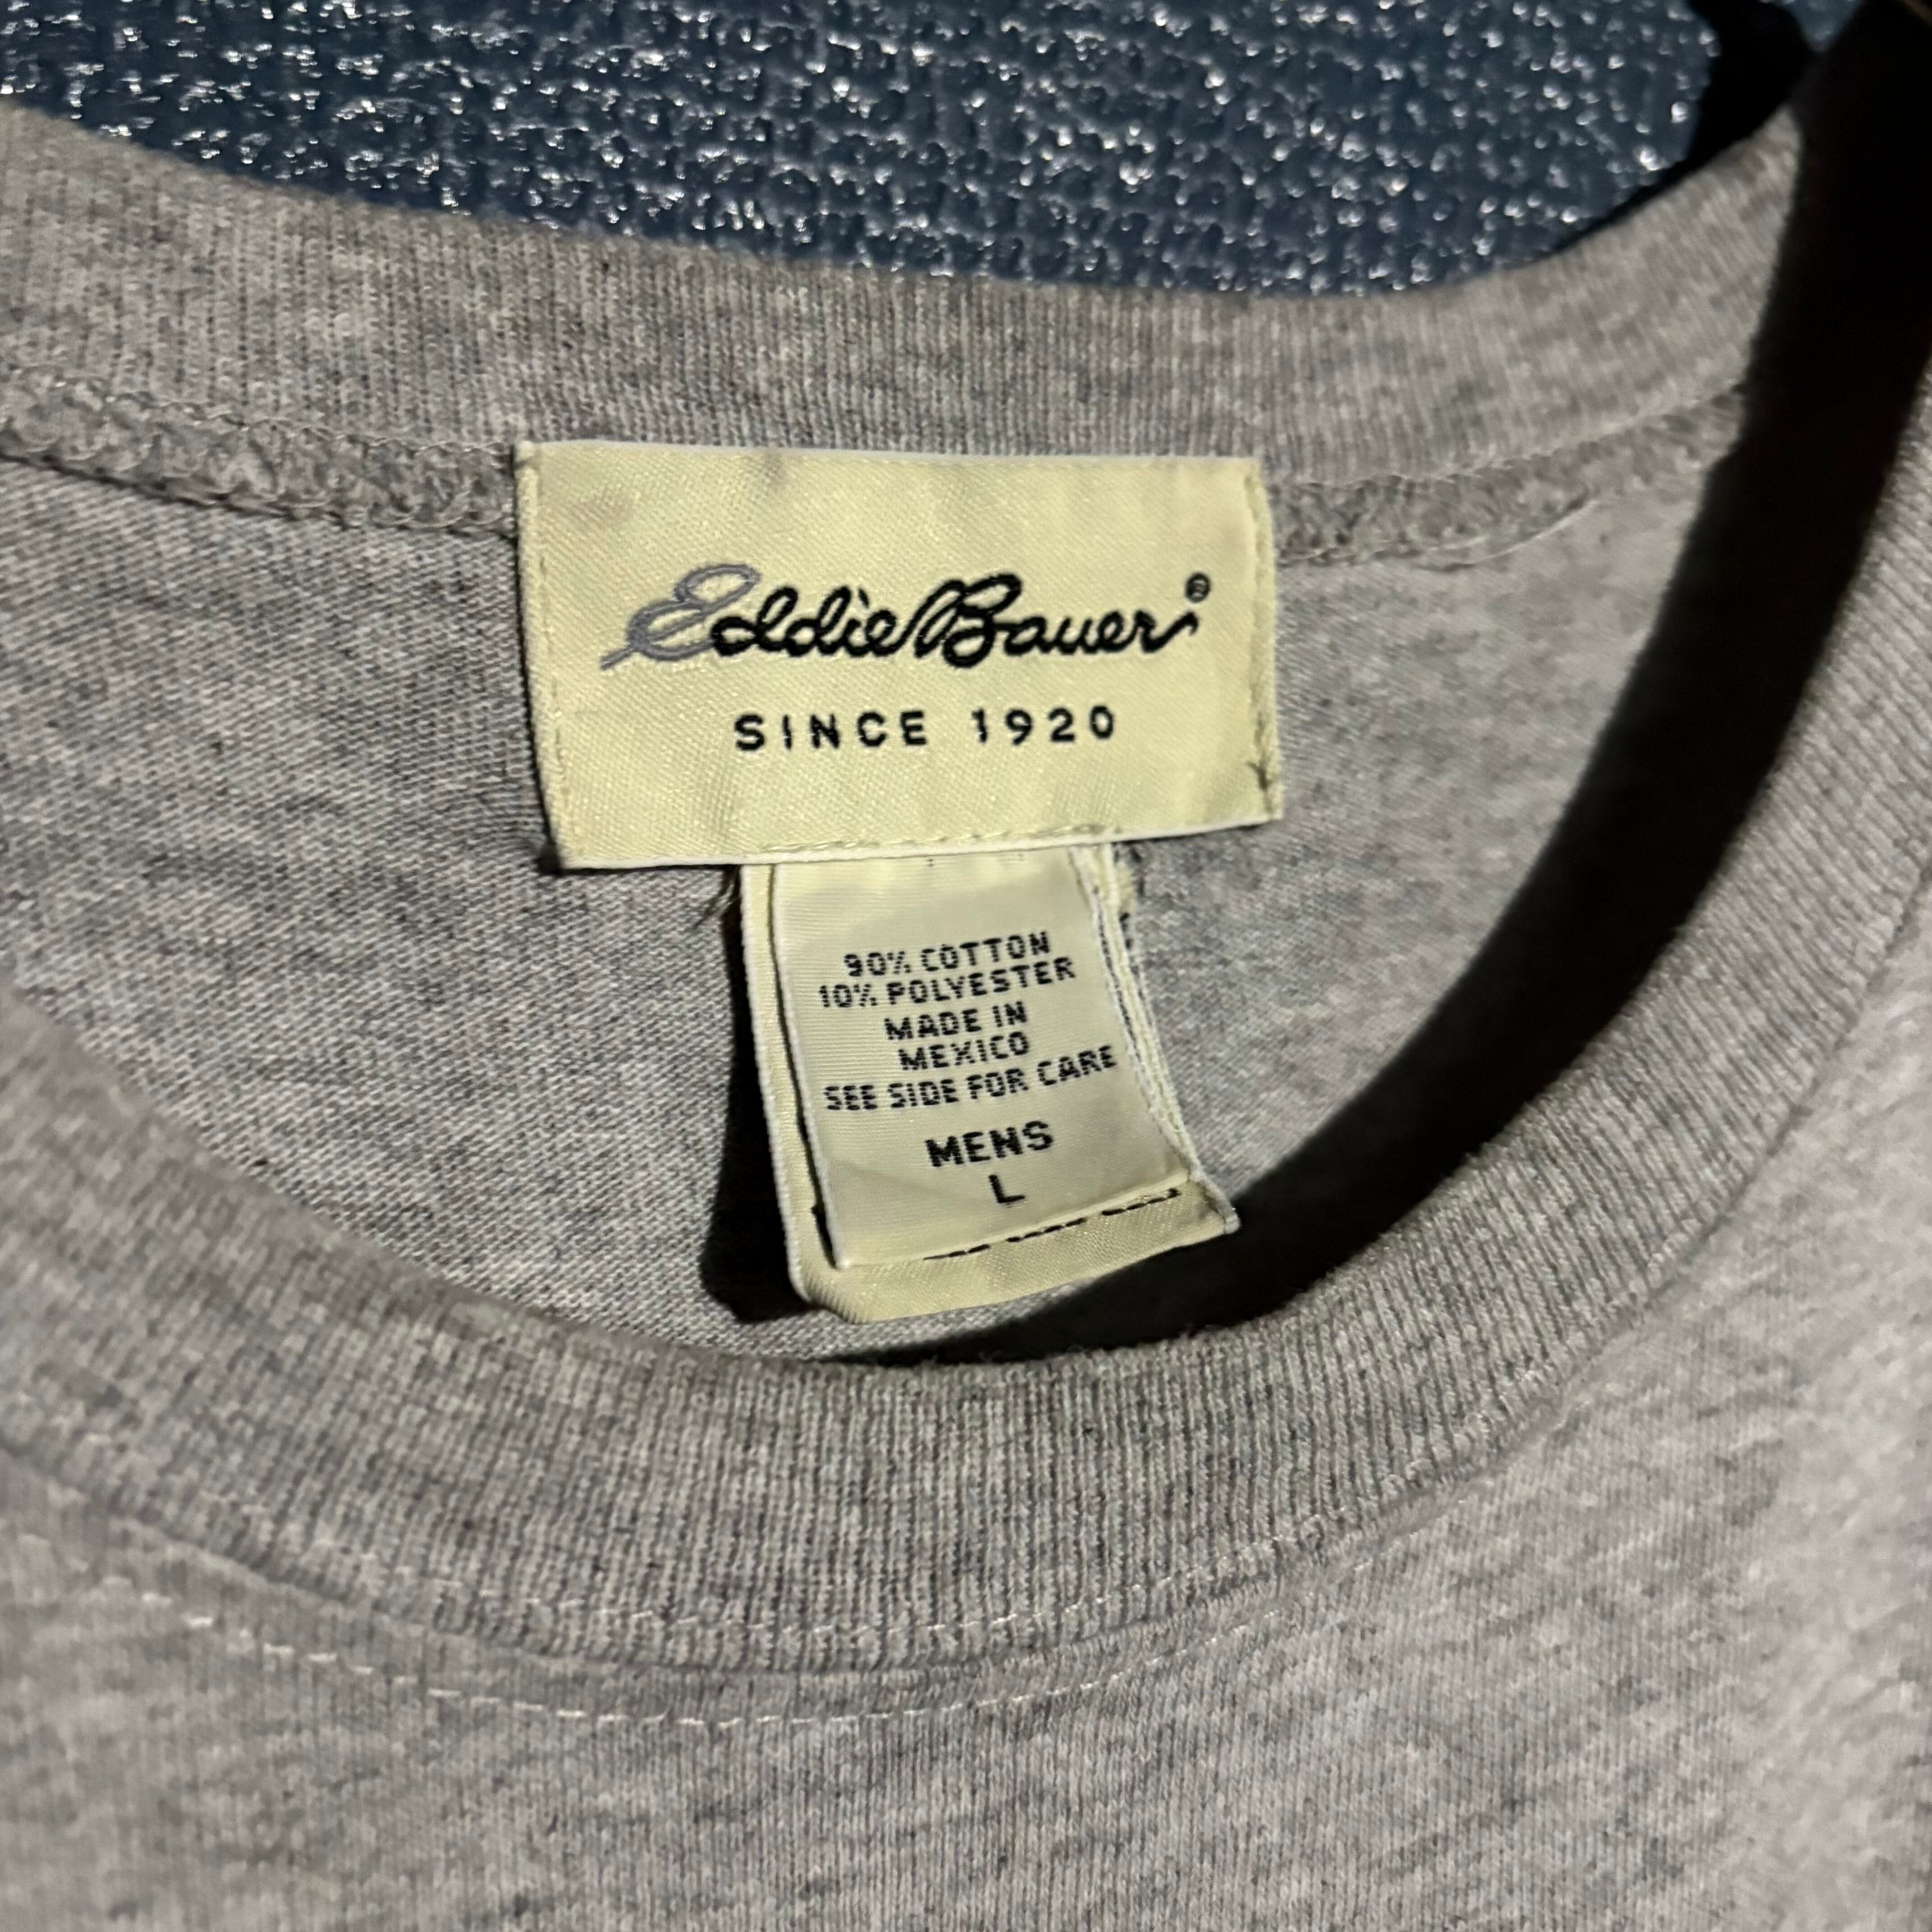 Eddie Bauer®
SINCE 1920
90% COTTON
10% POLYESTER
MADE IN
MEXICO
SEE SIDE FOR CARE
MENS
L